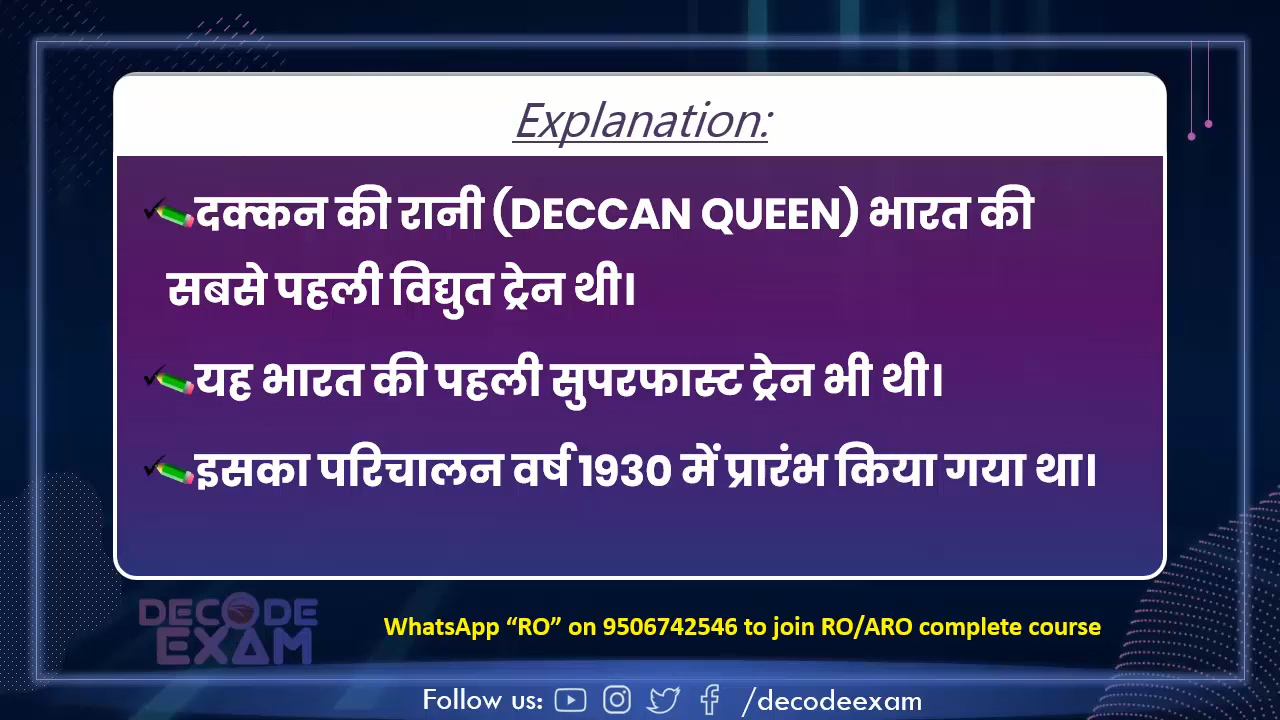 Explanation:
दक्कन की रानी (DECCAN QUEEN) भारत की
सबसे पहली विद्युत ट्रेन थी।
यह भारत की पहली सुपरफास्ट ट्रेन भी थी।
इसका परिचालन वर्ष 1930 में प्रारंभ किया गया था।
DECODE
EXAM
WhatsApp “RO” on 9506742546 to join RO/ARO complete course
Follow us: /decodeexam